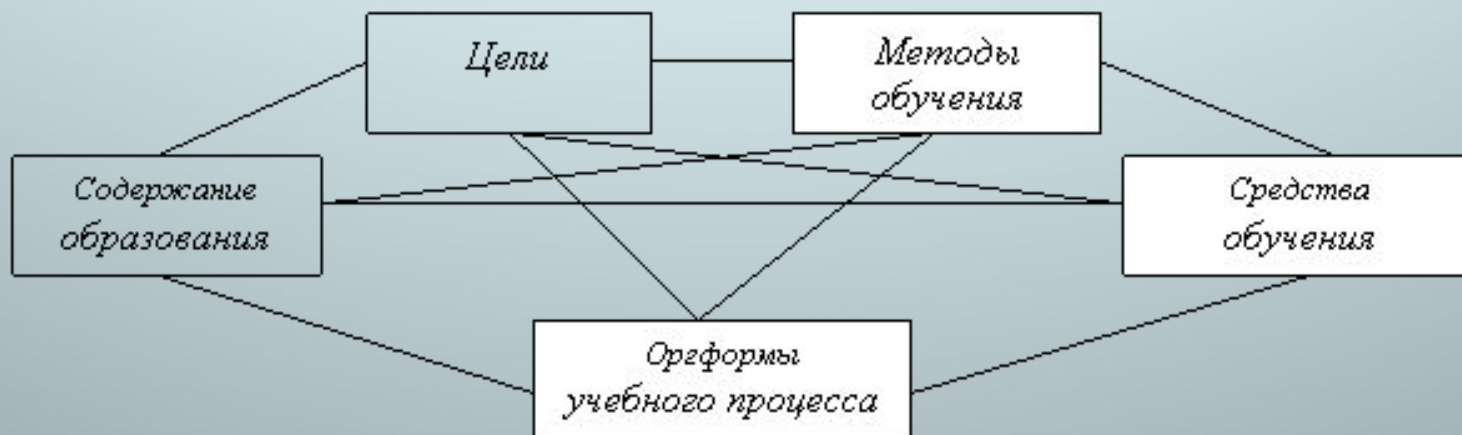 Цели
Методы
обучения
Содержание
образования
Средства
обучения
Оргформы
учебного процесса